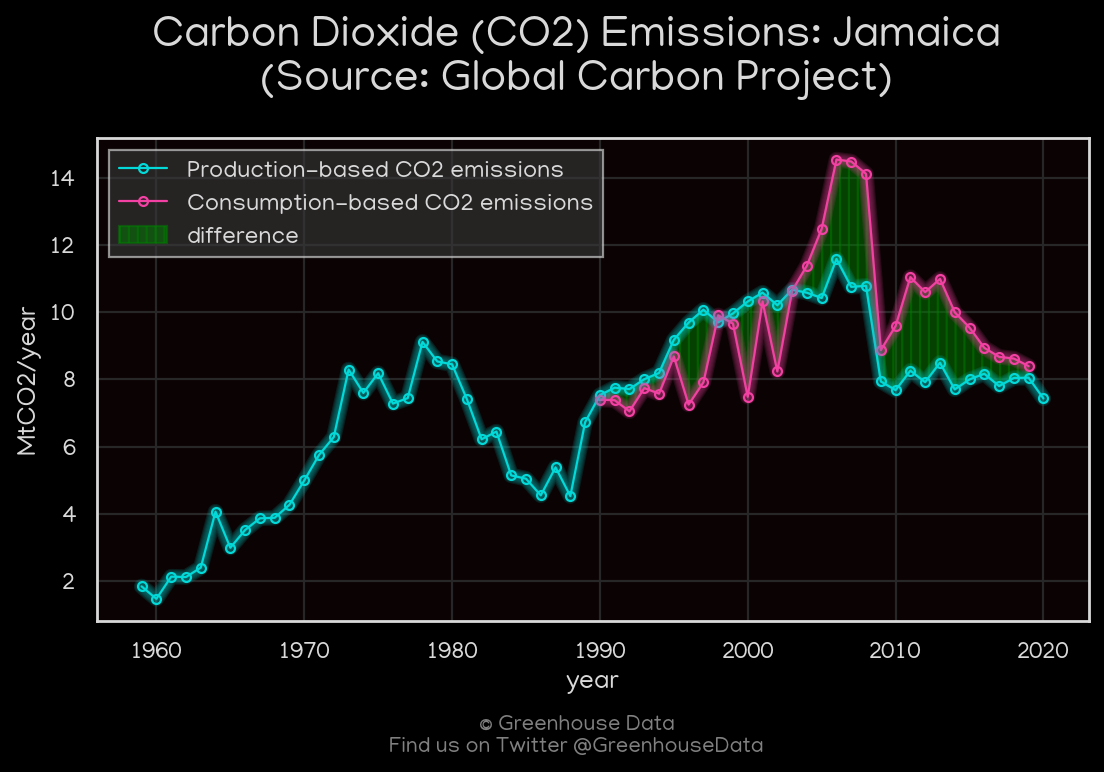 Carbon Dioxide (CO2) Emissions: Jamaica
(Source: Global Carbon Project)
Production-based CO2 emissions
Consumption-based CO2 emissions
difference
MtCO2/year
14
12
10
8
6
4
2
1960 1970 1980 1990 2000 2010 2020
year
© Greenhouse Data
Find us on Twitter @GreenhouseData